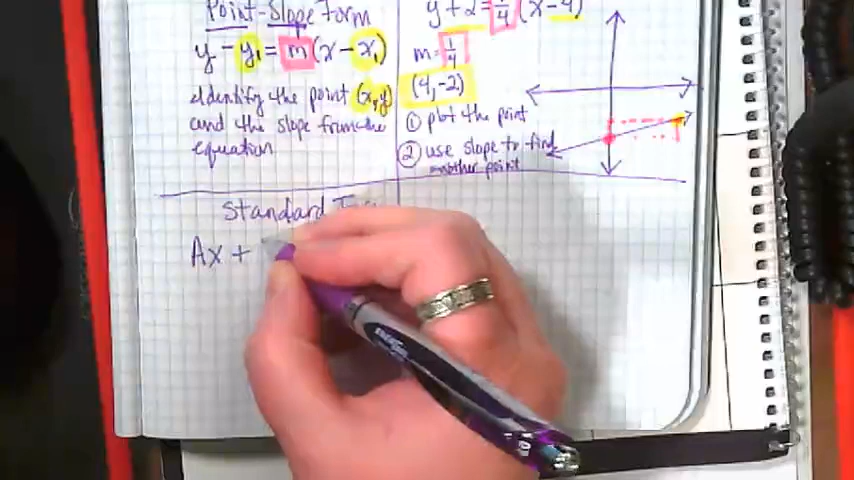 Point-Slope Form
y - y₁ = m(x - x₁)
Identify the point (x,y)
and the slope from the
equation
y + 2 = 1/4 (x - 4)
m = 1/4
(4, -2)
① plot the point
② use slope to find
another point
Standard
Ax +